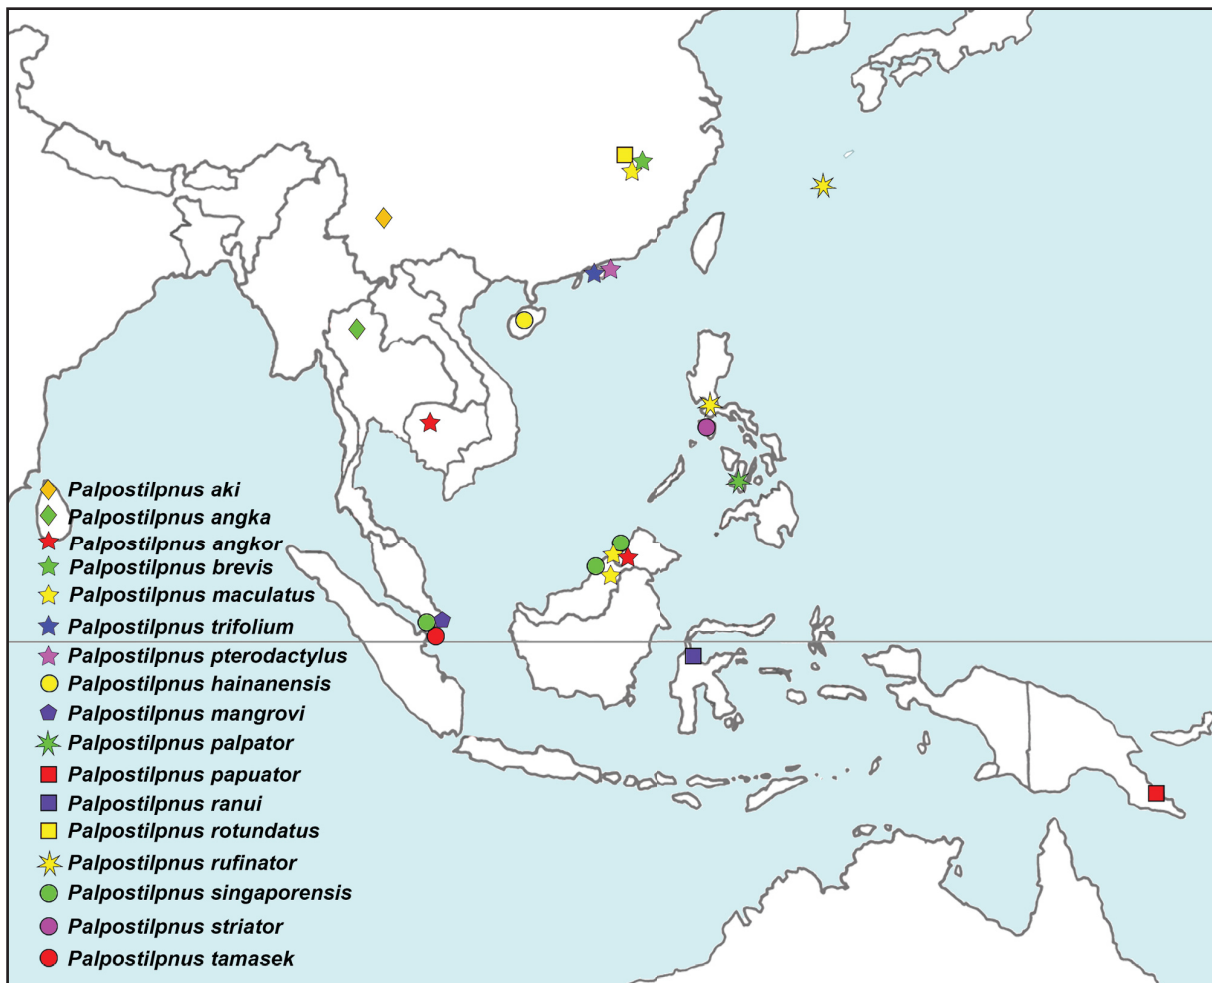 Palpostilpnus aki
Palpostilpnus angka
Palpostilpnus angkor
Palpostilpnus brevis
Palpostilpnus maculatus
Palpostilpnus trifolium
Palpostilpnus pterodactylus
Palpostilpnus hainanensis
Palpostilpnus mangrovi
Palpostilpnus palpator
Palpostilpnus papuator
Palpostilpnus ranui
Palpostilpnus rotundatus
Palpostilpnus rufinator
Palpostilpnus singaporensis
Palpostilpnus striator
Palpostilpnus tamasek